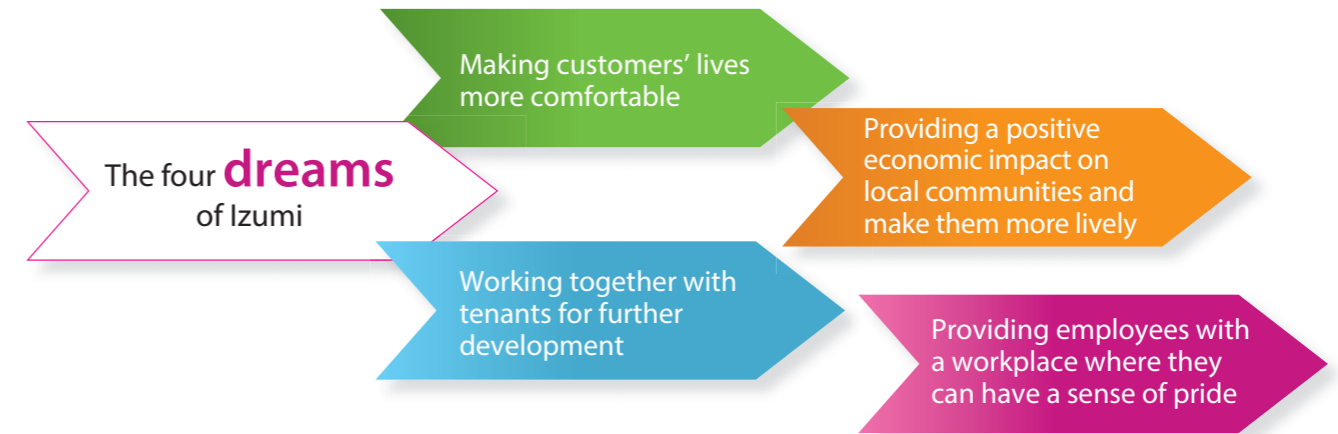 The four dreams
of Izumi
Making customers’ lives
more comfortable
Providing a positive
economic impact on
local communities and
make them more lively
Working together with
tenants for further
development
Providing employees with
a workplace where they
can have a sense of pride